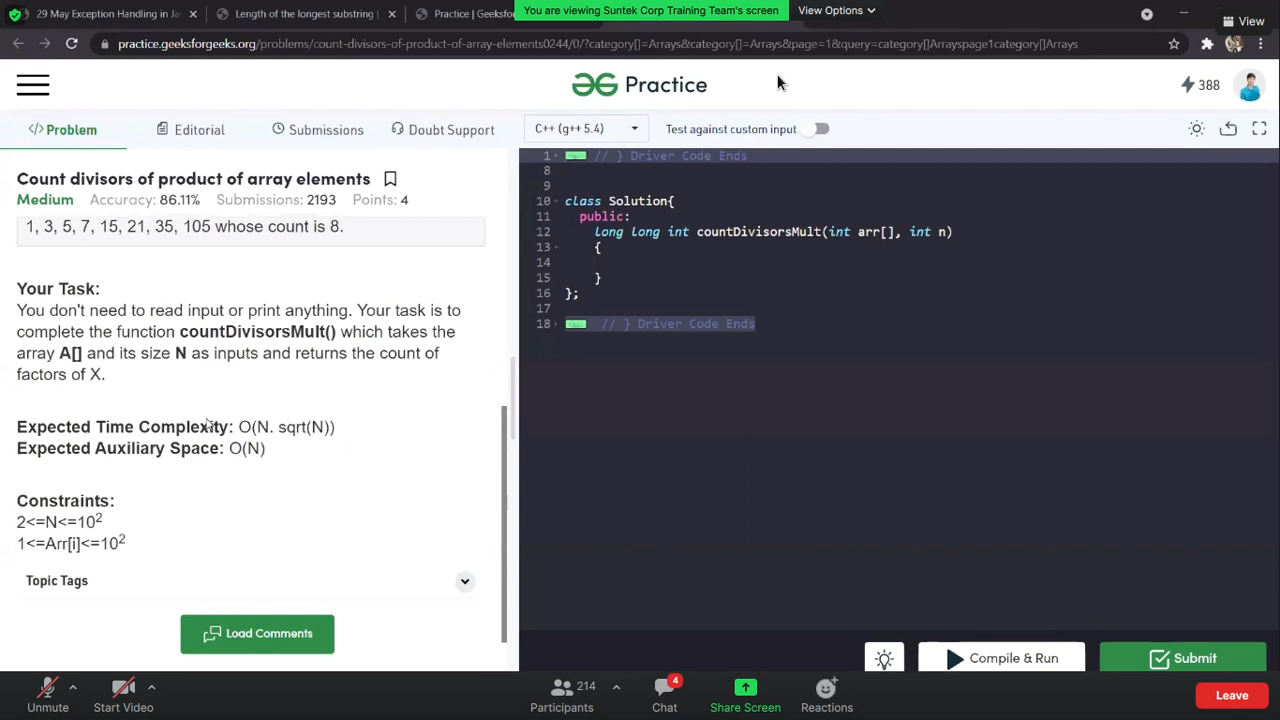 29 May Exception Handling in Ja
Length of the longest substring |
Practice | Geeksfor
You are viewing Suntek Corp Training Team's screen
View Options
View
practice.geeksforgeeks.org/problems/count-divisors-of-product-of-array-elements0244/0/?category[]=Arrays&category[]=Arrays&page=1&query=category[]Arrayspage1category[]Arrays
Practice
388
</>Problem
Editorial
Submissions
Doubt Support
C++ (g++ 5.4)
Test against custom input
Count divisors of product of array elements
Medium Accuracy: 86.11% Submissions: 2193 Points: 4
1, 3, 5, 7, 15, 21, 35, 105 whose count is 8.
Your Task:
You don't need to read input or print anything. Your task is to
complete the function countDivisorsMult() which takes the
array A[] and its size N as inputs and returns the count of
factors of X.
Expected Time Complexity: O(N. sqrt(N))
Expected Auxiliary Space: O(N)
Constraints:
2<=N<=10²
1<=Arr[i]<=10²
Topic Tags
Load Comments
1 // } Driver Code Ends
8
9
10 class Solution{
11 public:
12 long long int countDivisorsMult(int arr[], int n)
13 {
14
15 }
16 };
17
18 // } Driver Code Ends
Compile & Run
Submit
Unmute
Start Video
214
Participants
4
Chat
Share Screen
Reactions
Leave